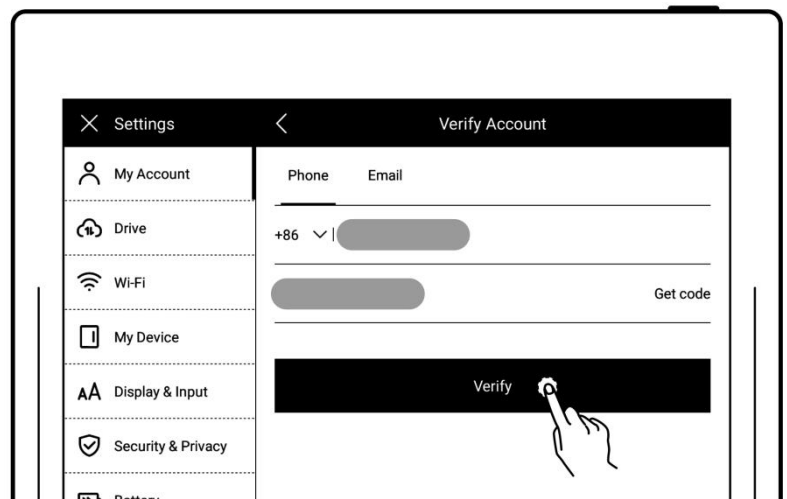 Settings
Verify Account
My Account
Drive
Wi-Fi
My Device
Display & Input
Security & Privacy
Phone Email
+86
Get code
Verify